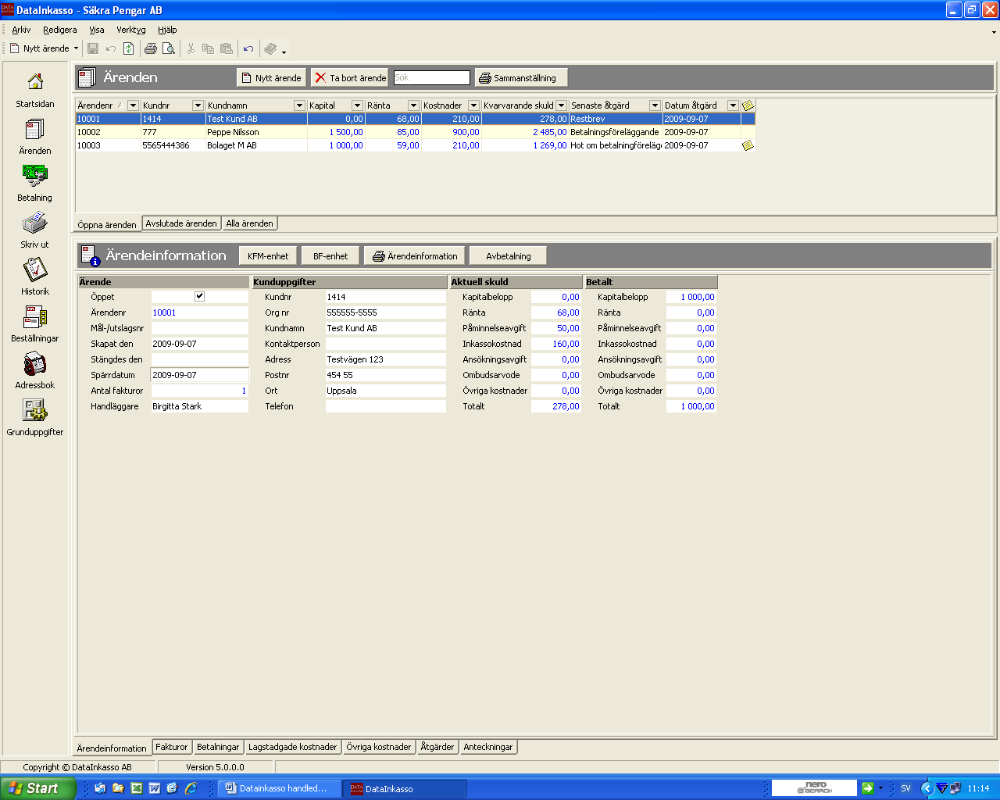 DataInkasso - Säkra Pengar AB
Arkiv Redigera Visa Verktyg Hjälp
Nytt ärende
Ärenden Nytt ärende Ta bort ärende Sök Sammanställning
Startsidan
Ärenden
Betalning
Skriv ut
Historik
Beställningar
Adressbok
Grunduppgifter
Ärendenr Kundnr Kundnamn Kapital Ränta Kostnader Kvarvarande skuld Senaste åtgärd Datum åtgärd
10001 1414 Test Kund AB 0,00 68,00 210,00 278,00 Restbrev 2009-09-07
10002 777 Peppe Nilsson 1 500,00 85,00 900,00 2 485,00 Betalningsföreläggande 2009-09-07
10003 5565444386 Bolaget M AB 1 000,00 59,00 210,00 1 269,00 Hot om betalningföreläg 2009-09-07
Öppna ärenden Avslutade ärenden Alla ärenden
Ärendeinformation KFM-enhet BF-enhet Ärendeinformation Avbetalning
Ärende Kunduppgifter Aktuell skuld Betalt
Öppet Kundnr 1414 Kapitalbelopp 0,00 Kapitalbelopp 1 000,00
Ärendenr 10001 Org nr 555555-5555 Ränta 68,00 Ränta 0,00
Mål-/utslagsnr Kundnamn Test Kund AB Påminnelseavgift 50,00 Påminnelseavgift 0,00
Skapat den 2009-09-07 Kontaktperson Inkassokostnad 160,00 Inkassokostnad 0,00
Stängdes den Adress Testvägen 123 Ansökningsavgift 0,00 Ansökningsavgift 0,00
Spärrdatum 2009-09-07 Postnr 454 55 Ombudsarvode 0,00 Ombudsarvode 0,00
Antal fakturor 1 Ort Uppsala Övriga kostnader 0,00 Övriga kostnader 0,00
Handläggare Birgitta Stark Telefon Totalt 278,00 Totalt 1 000,00
Ärendeinformation Fakturor Betalningar Lagstadgade kostnader Övriga kostnader Åtgärder Anteckningar
Copyright © DataInkasso AB Version 5.0.0.0
Start Datainkasso handled... DATA INKASSO DataInkasso nero SEARCH SV 11:14